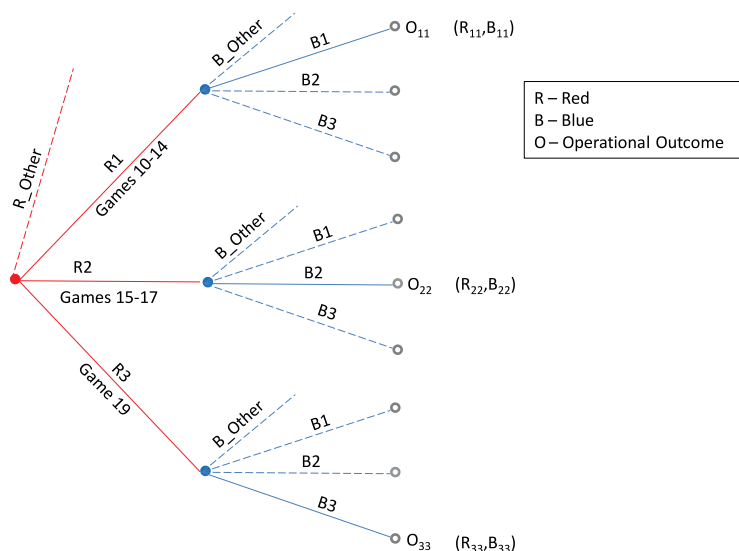 B_Other
B1
O₁₁ (R₁₁,B₁₁)
B2
B3
R – Red
B – Blue
O – Operational Outcome
R_Other
R1
Games 10-14
B_Other
B1
R2
B2
O₂₂ (R₂₂,B₂₂)
Games 15-17
B3
R3
Game 19
B_Other
B1
B2
B3
O₃₃ (R₃₃,B₃₃)